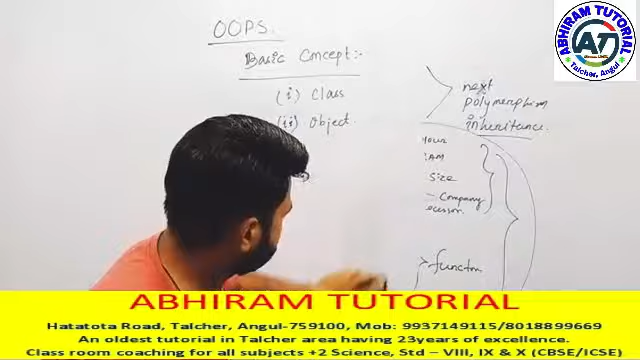 OOPS.
Basic Concept :-
(i) Class
(ii) Object.
next
polymorphism
inheritance.
Size
- Company
function
ABHIRAM TUTORIAL
AT
Talcher, Angul
ABHIRAM TUTORIAL
Hatatota Road, Talcher, Angul-759100, Mob: 9937149115/8018899669
An oldest tutorial in Talcher area having 23years of excellence.
Class room coaching for all subjects +2 Science, Std – VIII, IX & X (CBSE/ICSE)